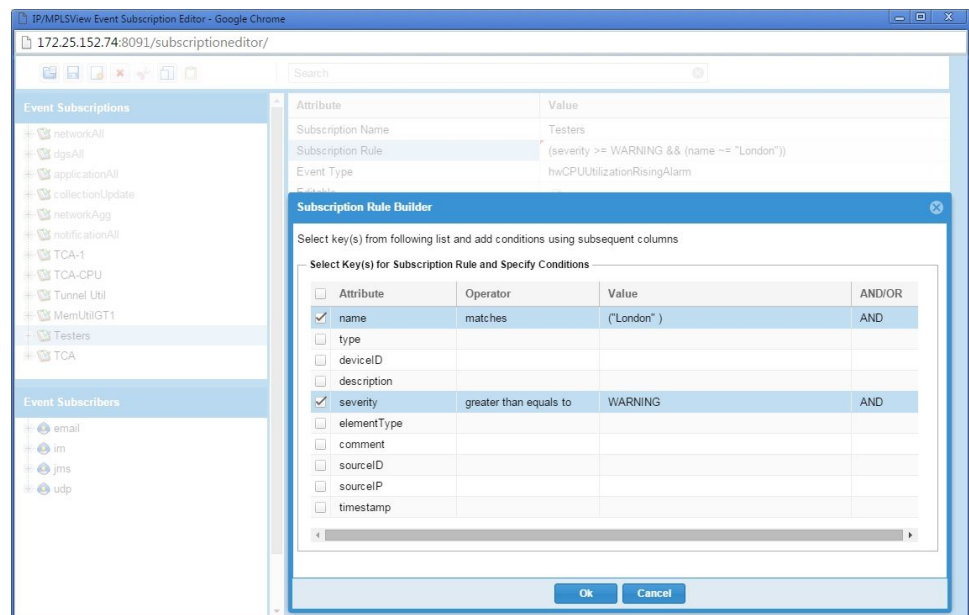 IP/MPLSView Event Subscription Editor - Google Chrome
172.25.152.74:8091/subscriptioneditor/
Search
Event Subscriptions
networkAll
dgsAll
applicationAll
collectionUpdate
networkAgg
notificationAll
TCA-1
TCA-CPU
Tunnel Util
MemUtilGT1
Testers
TCA
Event Subscribers
email
im
jms
udp
Attribute Value
Subscription Name Testers
Subscription Rule (severity >= WARNING && (name ~= "London"))
Event Type hwCPUUtilizationRisingAlarm
Editable
Subscription Rule Builder
Select key(s) from following list and add conditions using subsequent columns
Select Key(s) for Subscription Rule and Specify Conditions
Attribute Operator Value AND/OR
name matches ("London" ) AND
type
deviceID
description
severity greater than equals to WARNING AND
elementType
comment
sourceID
sourceIP
timestamp
Ok Cancel